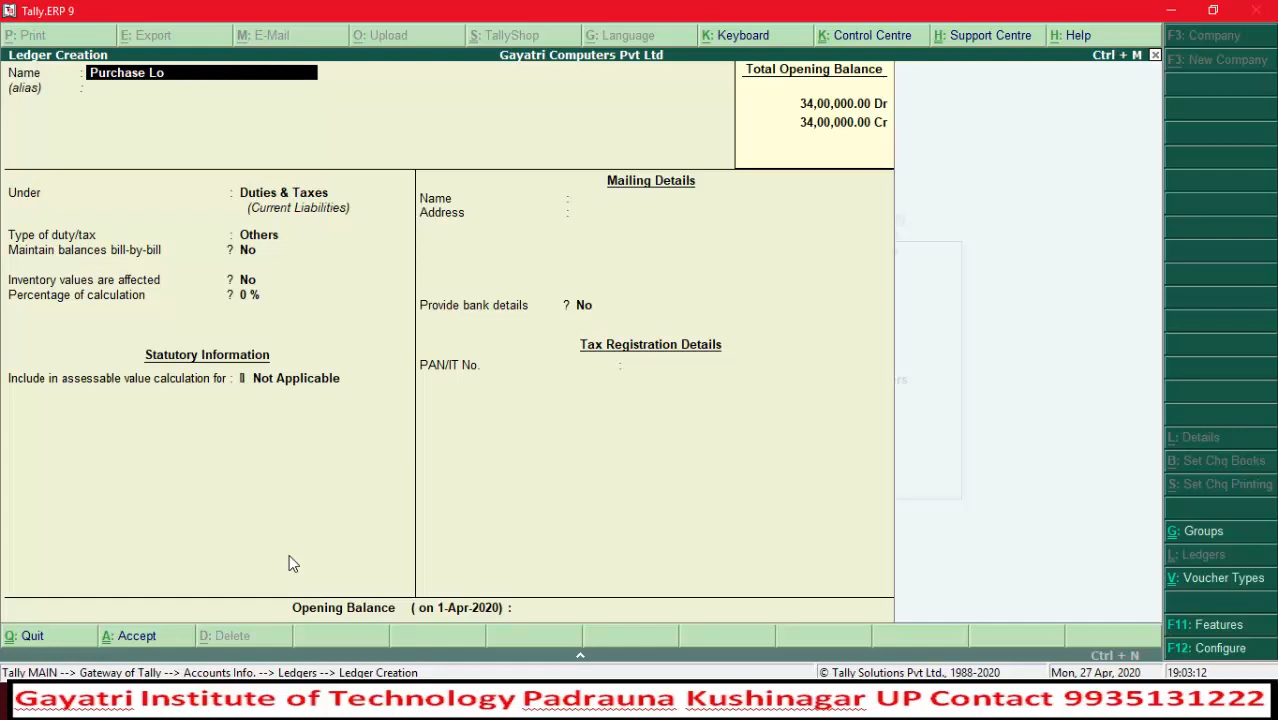 Tally.ERP 9
P: Print E: Export M: E-Mail O: Upload S: TallyShop G: Language K: Keyboard K: Control Centre H: Support Centre H: Help
F3: Company
F3: New Company
Ledger Creation Gayatri Computers Pvt Ltd Ctrl + M
Name : Purchase Lo
(alias) :
Total Opening Balance
34,00,000.00 Dr
34,00,000.00 Cr
Under : Duties & Taxes
(Current Liabilities)
Type of duty/tax : Others
Maintain balances bill-by-bill ? No
Inventory values are affected ? No
Percentage of calculation ? 0 %
Statutory Information
Include in assessable value calculation for : Not Applicable
Mailing Details
Name :
Address :
Provide bank details ? No
Tax Registration Details
PAN/IT No. :
Opening Balance ( on 1-Apr-2020) :
L: Details
B: Set Chq Books
S: Set Chq Printing
G: Groups
L: Ledgers
V: Voucher Types
F11: Features
F12: Configure
Q: Quit A: Accept D: Delete
Ctrl + N
Tally MAIN --> Gateway of Tally --> Accounts Info. --> Ledgers --> Ledger Creation © Tally Solutions Pvt Ltd., 1988-2020 Mon, 27 Apr, 2020 19:03:12
Gayatri Institute of Technology Padrauna Kushinagar UP Contact 9935131222